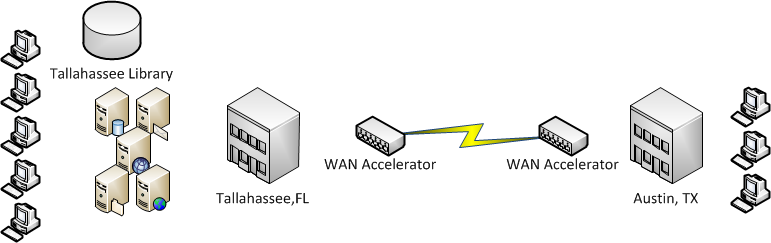 Tallahassee Library
WAN Accelerator
WAN Accelerator
Tallahassee,FL
Austin, TX